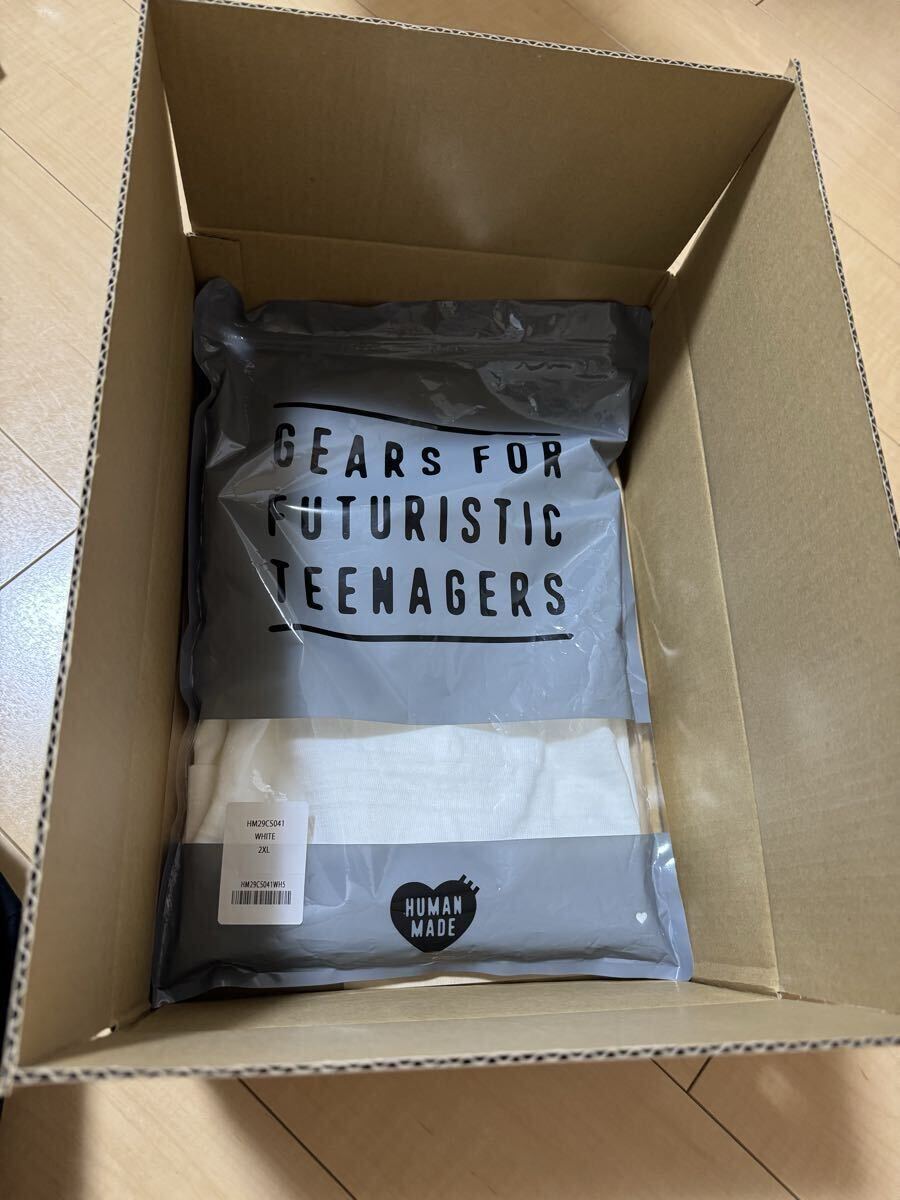 GEARS FOR
FUTURISTIC
TEENAGERS
HM29CS041
WHITE
2XL
HM29CS041WH5
HUMAN
MADE